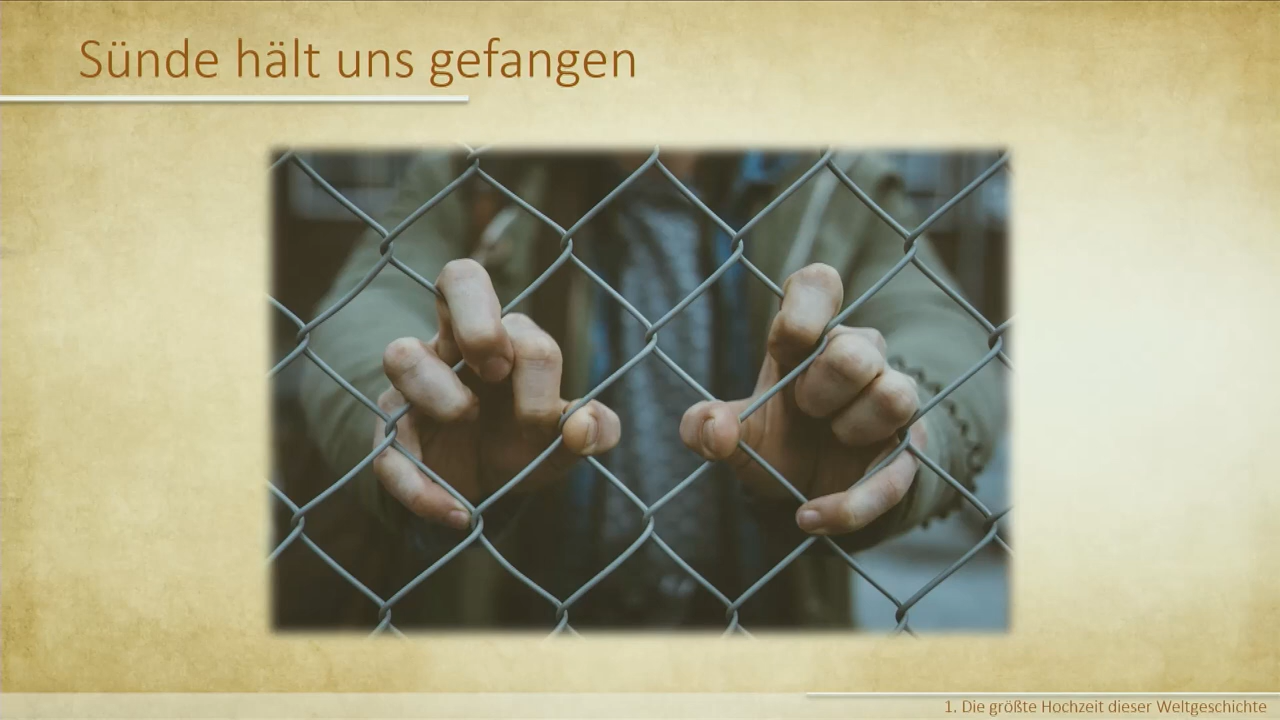 Sünde hält uns gefangen
1. Die größte Hochzeit dieser Weltgeschichte